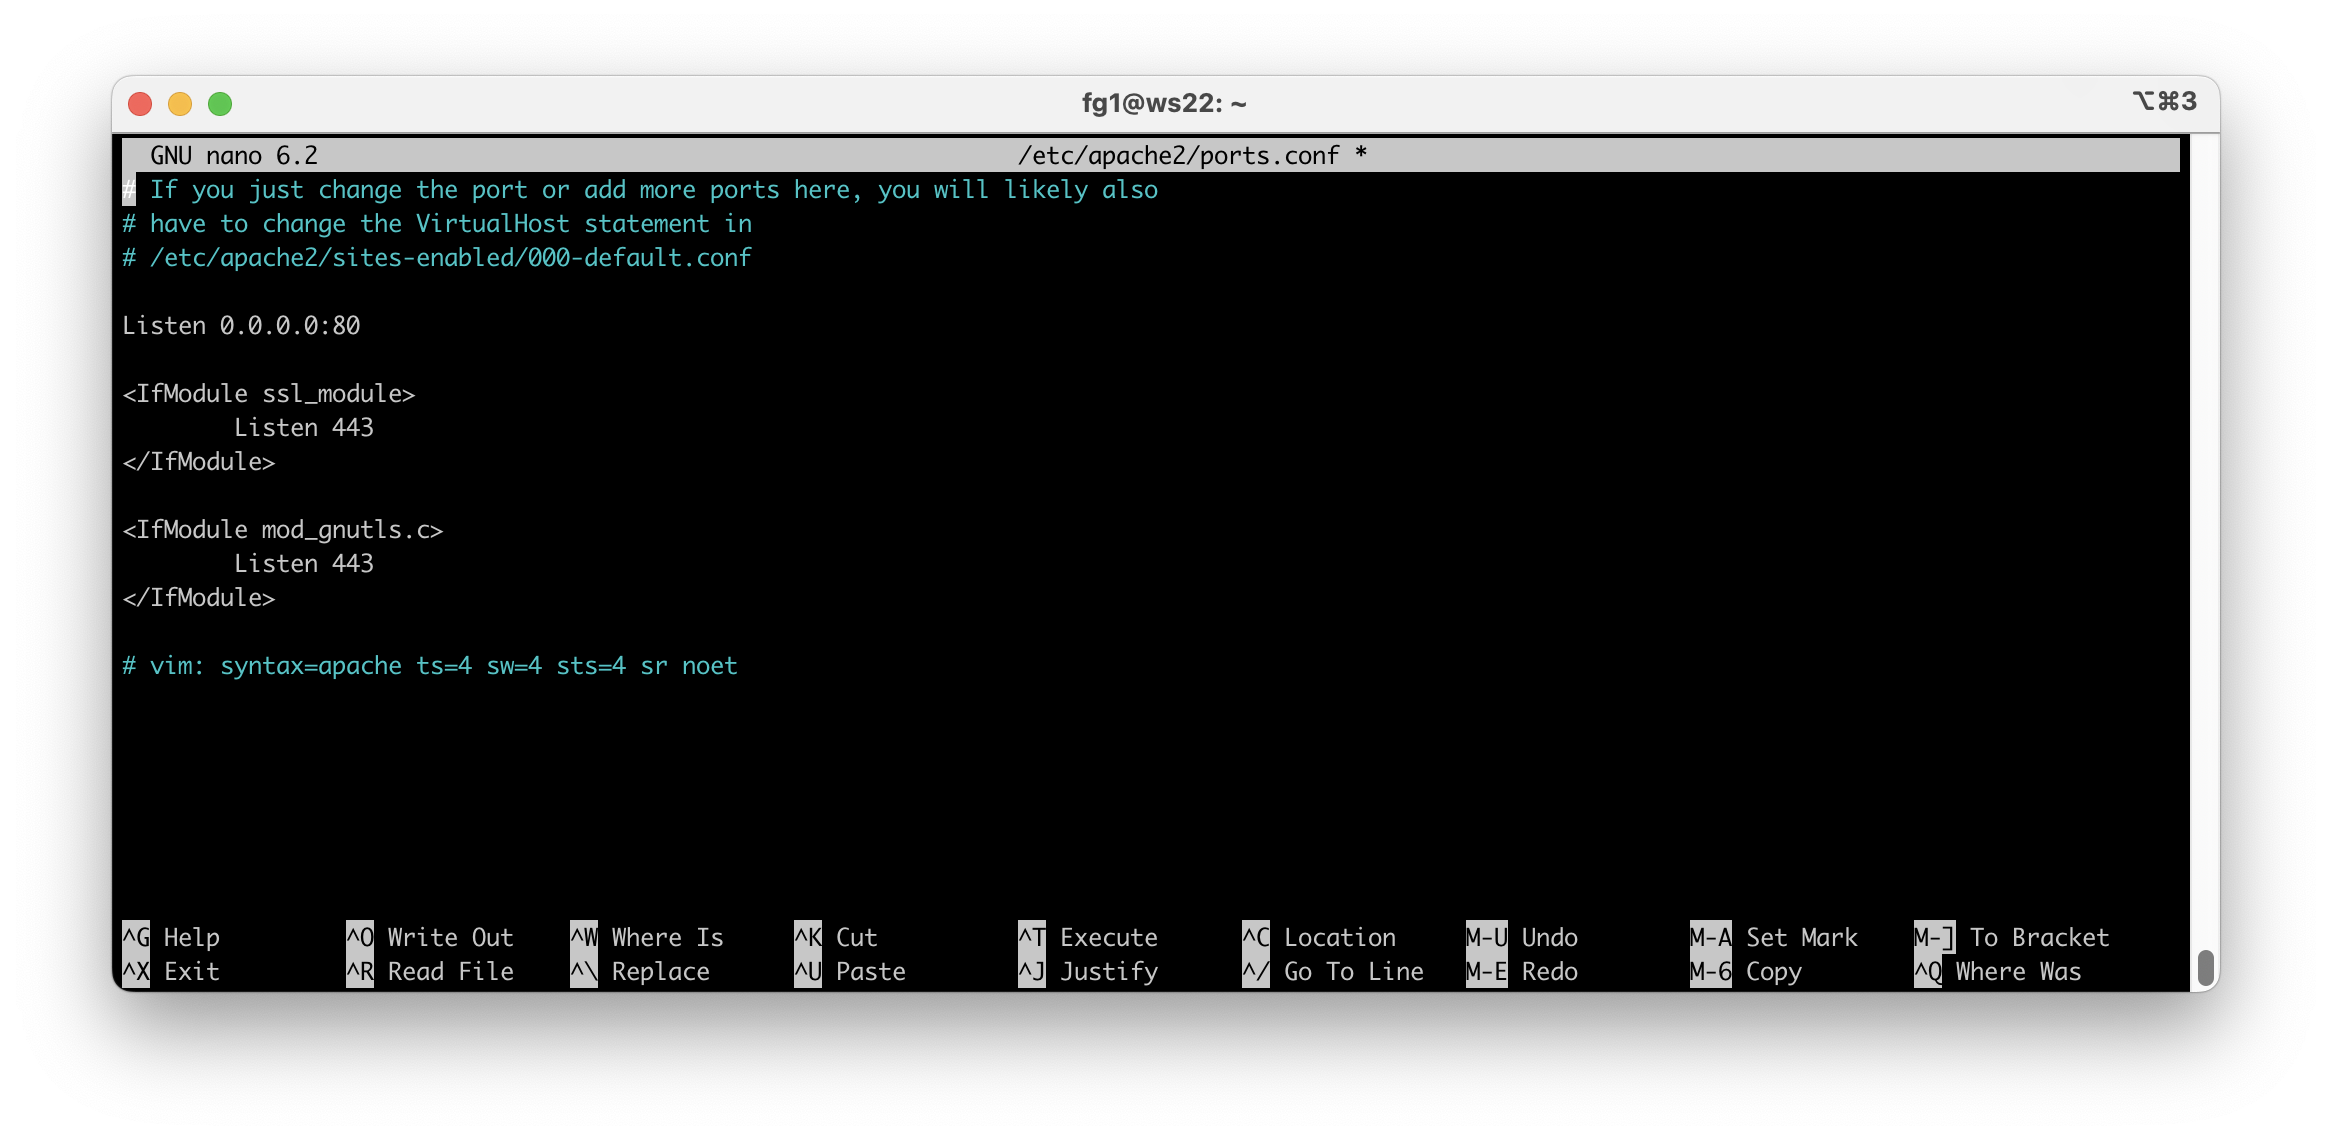 fg1@ws22: ~ ⌥⌘3
GNU nano 6.2 /etc/apache2/ports.conf *
# If you just change the port or add more ports here, you will likely also
# have to change the VirtualHost statement in
# /etc/apache2/sites-enabled/000-default.conf
Listen 0.0.0.0:80
<IfModule ssl_module>
Listen 443
</IfModule>
<IfModule mod_gnutls.c>
Listen 443
</IfModule>
# vim: syntax=apache ts=4 sw=4 sts=4 sr noet
^G Help ^O Write Out ^W Where Is ^K Cut ^T Execute ^C Location M-U Undo M-A Set Mark M-] To Bracket
^X Exit ^R Read File ^\ Replace ^U Paste ^J Justify ^/ Go To Line M-E Redo M-6 Copy ^Q Where Was